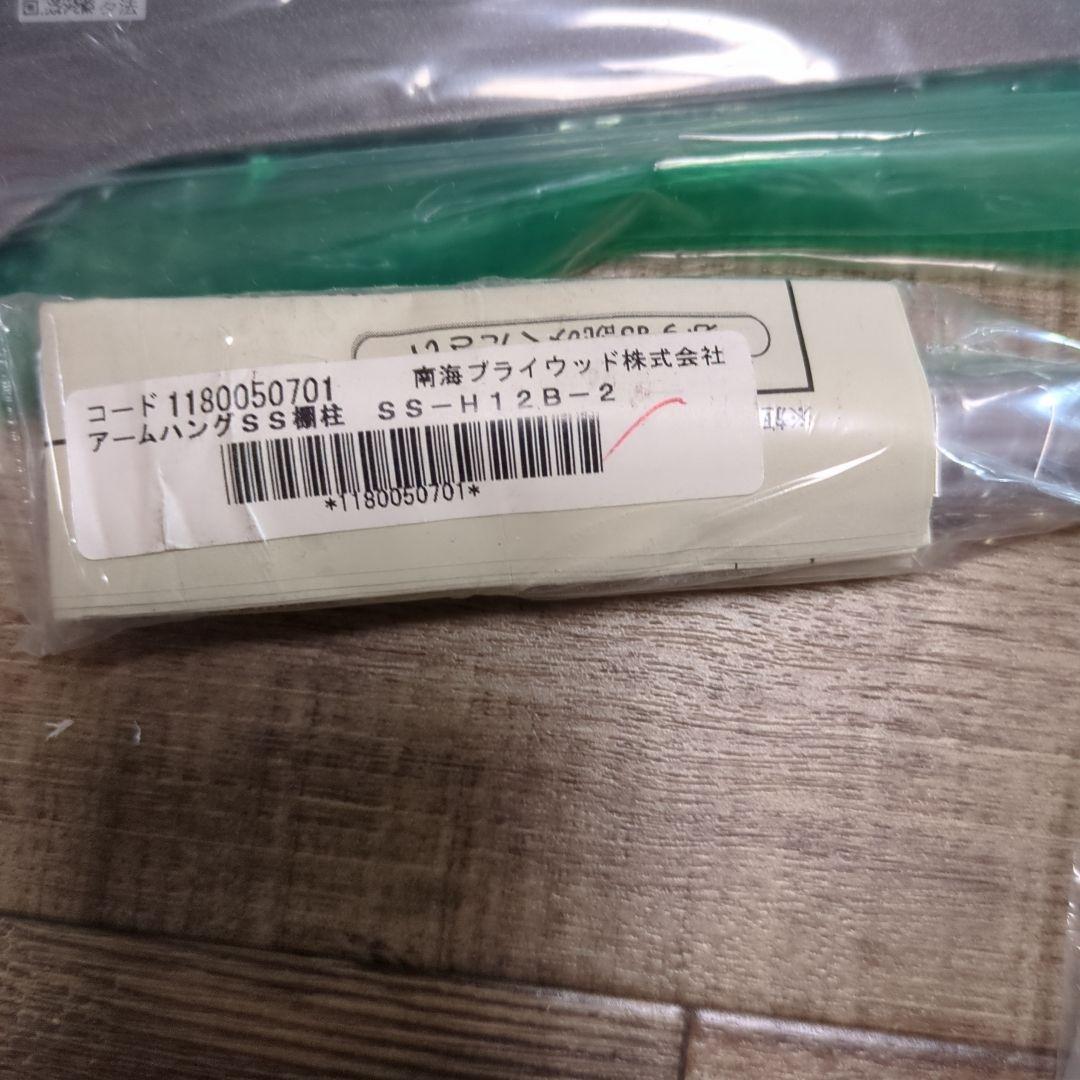 コード1180050701
南海プライウッド株式会社
アームハングSS棚柱 SS-H12B-2
*1180050701*